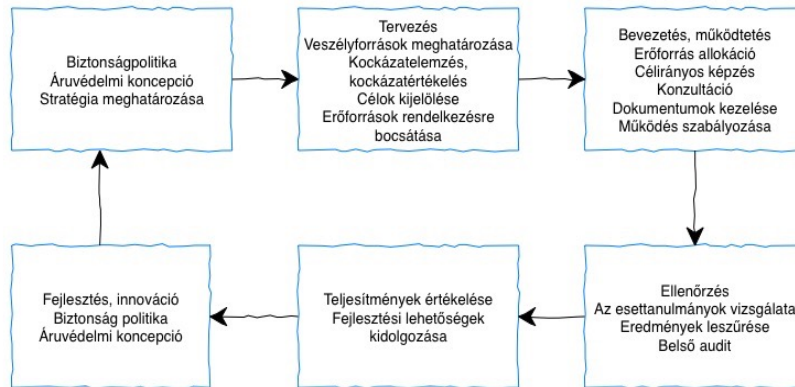 Biztonságpolitika
Áruvédelmi koncepció
Stratégia meghatározása
Tervezés
Veszélyforrások meghatározása
Kockázatelemzés,
kockázatértékelés
Célok kijelölése
Erőforrások rendelkezésre
bocsátása
Bevezetés, működtetés
Erőforrás allokáció
Célirányos képzés
Konzultáció
Dokumentumok kezelése
Működés szabályozása
Ellenőrzés
Az esettanulmányok vizsgálata
Eredmények leszűrése
Belső audit
Teljesítmények értékelése
Fejlesztési lehetőségek
kidolgozása
Fejlesztés, innováció
Biztonság politika
Áruvédelmi koncepció